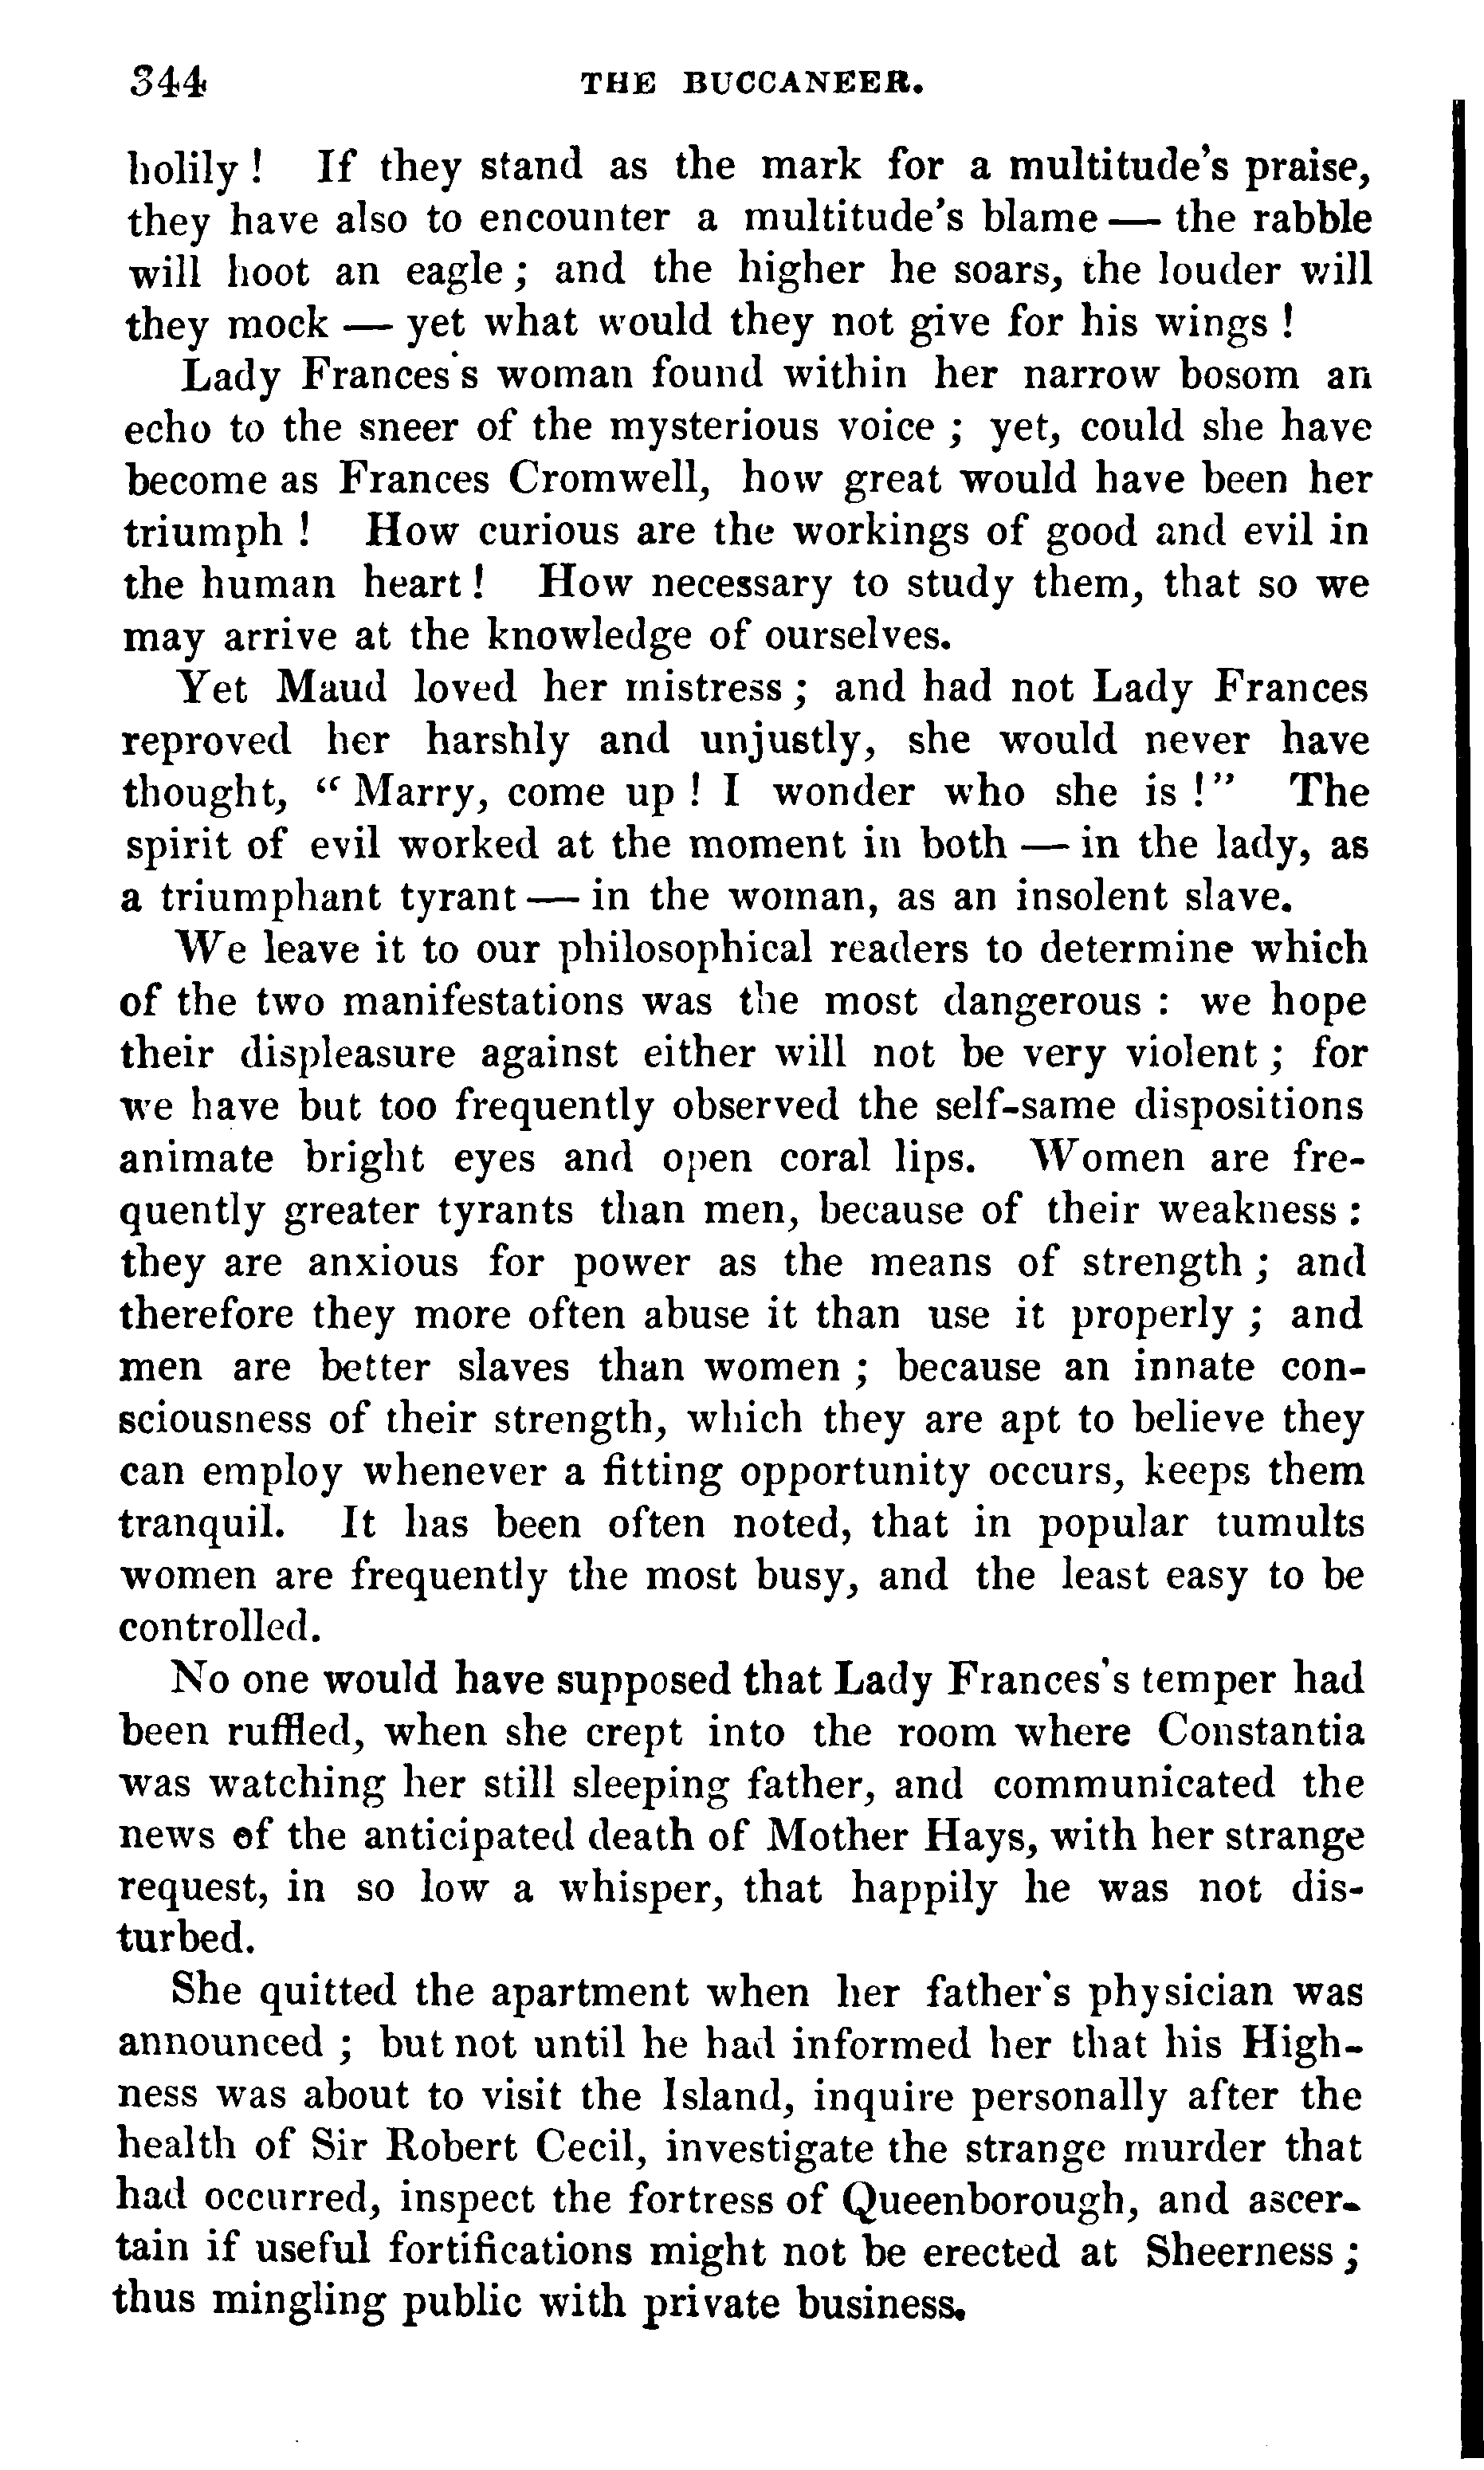 344 THE BUCCANEER.
holily ! If they stand as the mark for a multitude's praise,
they have also to encounter a multitude's blame — the rabble
will hoot an eagle ; and the higher he soars, the louder will
they mock — yet what would they not give for his wings !
Lady Frances's woman found within her narrow bosom an
echo to the sneer of the mysterious voice ; yet, could she have
become as Frances Cromwell, how great would have been her
triumph ! How curious are the workings of good and evil in
the human heart ! How necessary to study them, that so we
may arrive at the knowledge of ourselves.
Yet Maud loved her mistress ; and had not Lady Frances
reproved her harshly and unjustly, she would never have
thought, “ Marry, come up ! I wonder who she is !” The
spirit of evil worked at the moment in both — in the lady, as
a triumphant tyrant — in the woman, as an insolent slave.
We leave it to our philosophical readers to determine which
of the two manifestations was the most dangerous : we hope
their displeasure against either will not be very violent ; for
we have but too frequently observed the self-same dispositions
animate bright eyes and open coral lips. Women are fre-
quently greater tyrants than men, because of their weakness :
they are anxious for power as the means of strength ; and
therefore they more often abuse it than use it properly ; and
men are better slaves than women ; because an innate con-
sciousness of their strength, which they are apt to believe they
can employ whenever a fitting opportunity occurs, keeps them
tranquil. It has been often noted, that in popular tumults
women are frequently the most busy, and the least easy to be
controlled.
No one would have supposed that Lady Frances's temper had
been ruffled, when she crept into the room where Constantia
was watching her still sleeping father, and communicated the
news of the anticipated death of Mother Hays, with her strange
request, in so low a whisper, that happily he was not dis-
turbed.
She quitted the apartment when her father's physician was
announced ; but not until he had informed her that his High-
ness was about to visit the Island, inquire personally after the
health of Sir Robert Cecil, investigate the strange murder that
had occurred, inspect the fortress of Queenborough, and ascer-
tain if useful fortifications might not be erected at Sheerness ;
thus mingling public with private business.